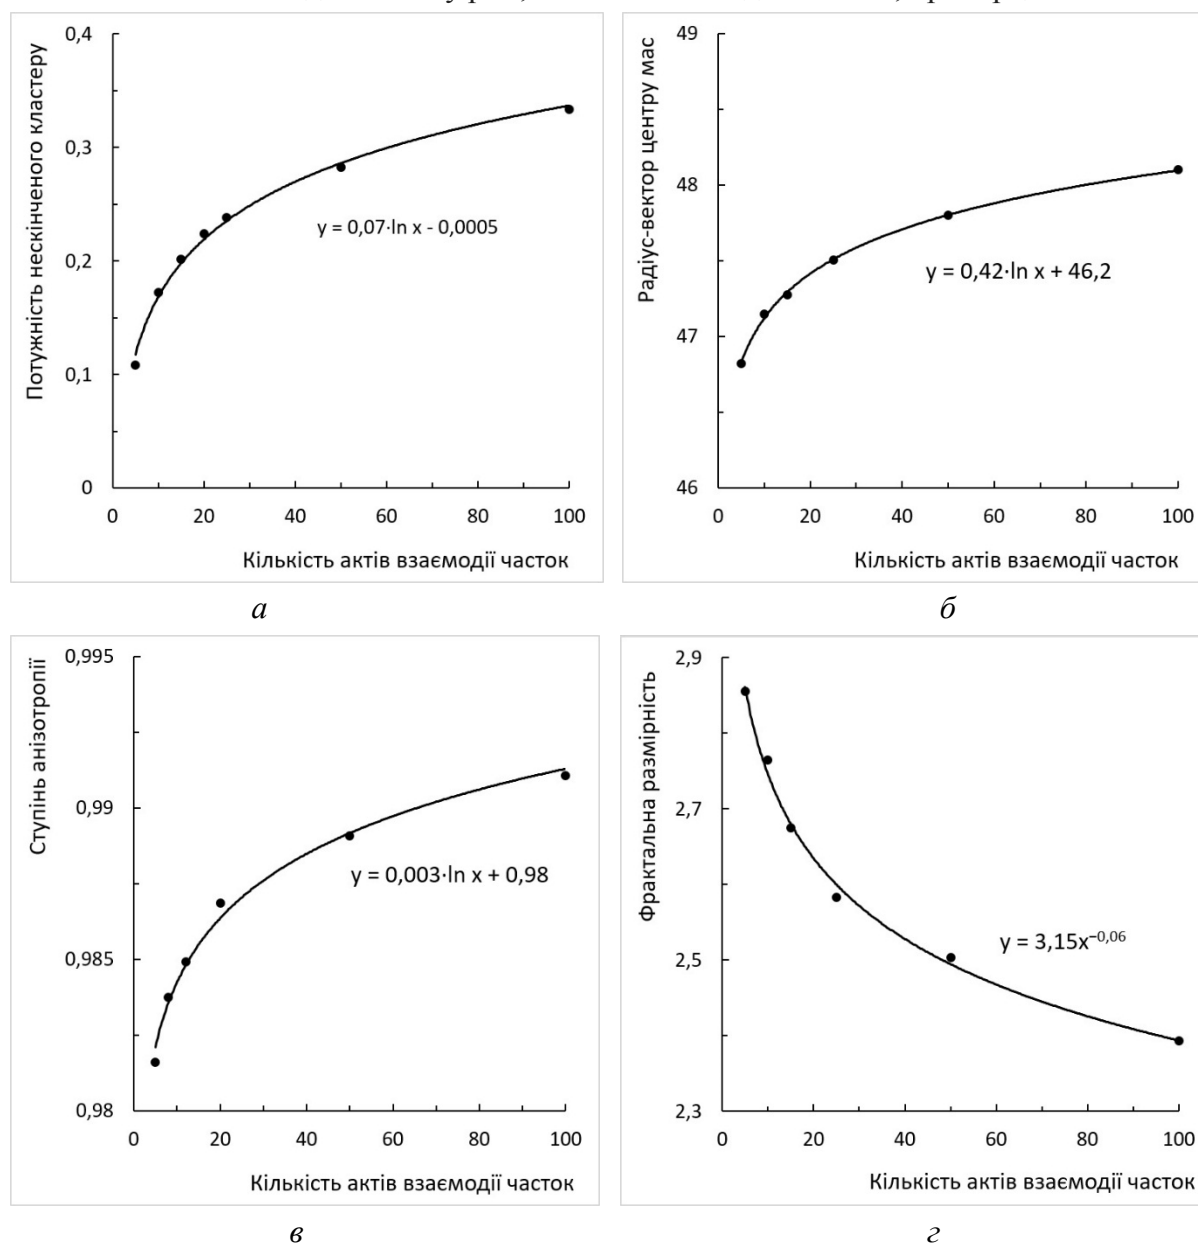 0,4
0,3
0,2
0,1
0
Потужність нескінченого кластеру
y = 0,07·ln x - 0,0005
0 20 40 60 80 100
Кількість актів взаємодії часток
а
49
48
47
46
Радіус-вектор центру мас
y = 0,42·ln x + 46,2
0 20 40 60 80 100
Кількість актів взаємодії часток
б
0,995
0,99
0,985
0,98
Ступінь анізотропії
y = 0,003·ln x + 0,98
0 20 40 60 80 100
Кількість актів взаємодії часток
в
2,9
2,7
2,5
2,3
Фрактальна размірність
y = 3,15x⁻⁰,⁰⁶
0 20 40 60 80 100
Кількість актів взаємодії часток
г